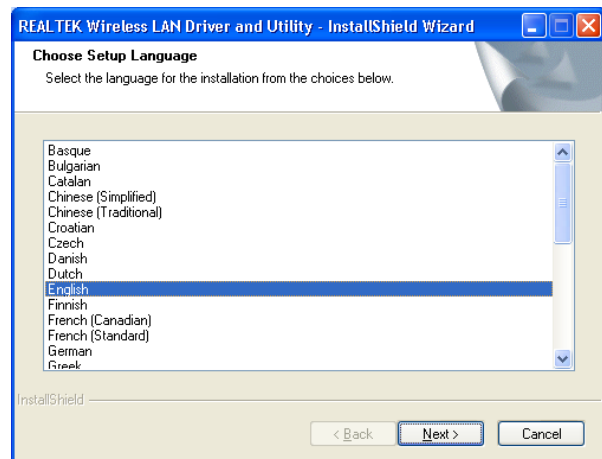 REALTEK Wireless LAN Driver and Utility - InstallShield Wizard
Choose Setup Language
Select the language for the installation from the choices below.
Basque
Bulgarian
Catalan
Chinese (Simplified)
Chinese (Traditional)
Croatian
Czech
Danish
Dutch
English
Finnish
French (Canadian)
French (Standard)
German
Greek
InstallShield
< Back Next > Cancel